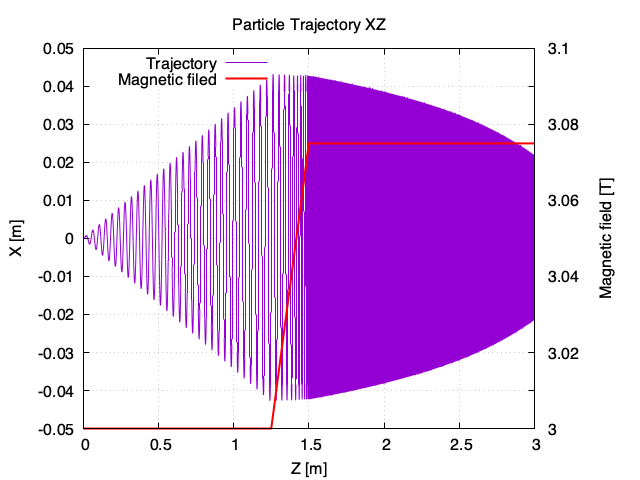 Particle Trajectory XZ
Trajectory
Magnetic filed
0.05
0.04
0.03
0.02
0.01
0
-0.01
-0.02
-0.03
-0.04
-0.05
X [m]
3.1
3.08
3.06
3.04
3.02
3
Magnetic field [T]
0 0.5 1 1.5 2 2.5 3
Z [m]